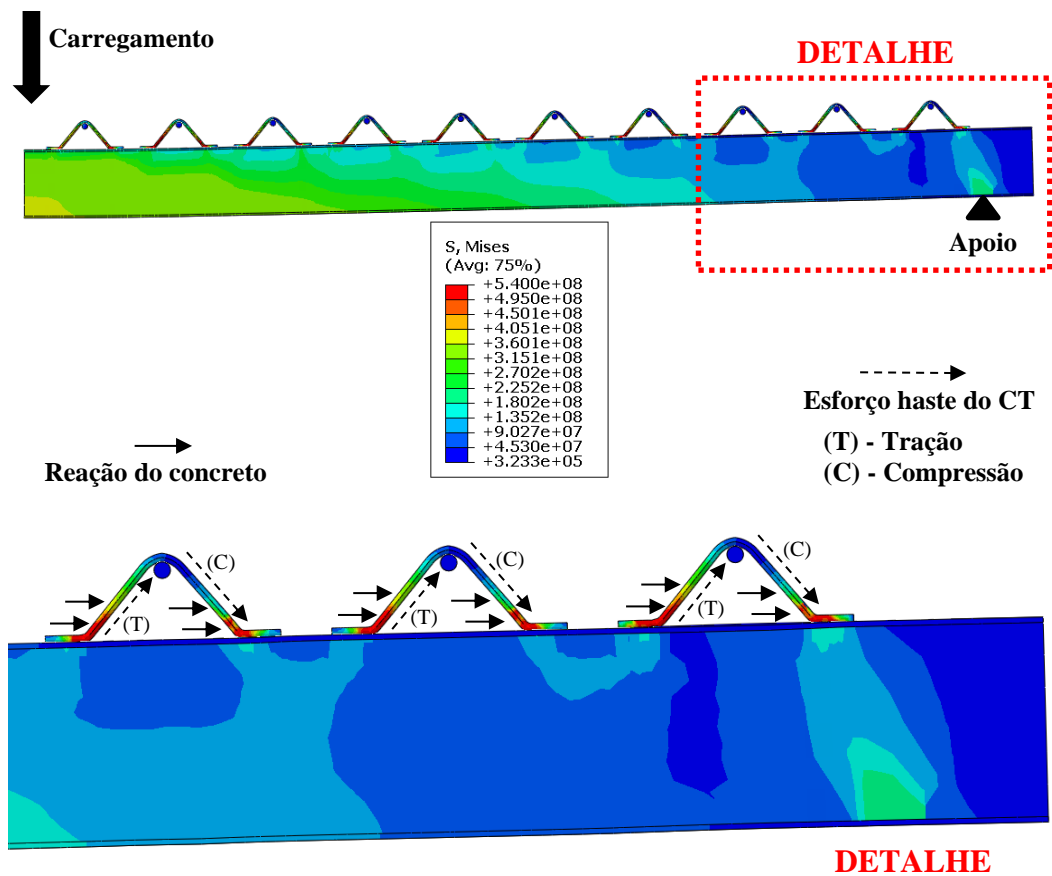 Carregamento
DETALHE
Apoio
S, Mises
(Avg: 75%)
+5.400e+08
+4.950e+08
+4.501e+08
+4.051e+08
+3.601e+08
+3.151e+08
+2.702e+08
+2.252e+08
+1.802e+08
+1.352e+08
+9.027e+07
+4.530e+07
+3.233e+05
Reação do concreto
Esforço haste do CT
(T) - Tração
(C) - Compressão
(C)
(T)
(C)
(T)
(C)
(T)
DETALHE